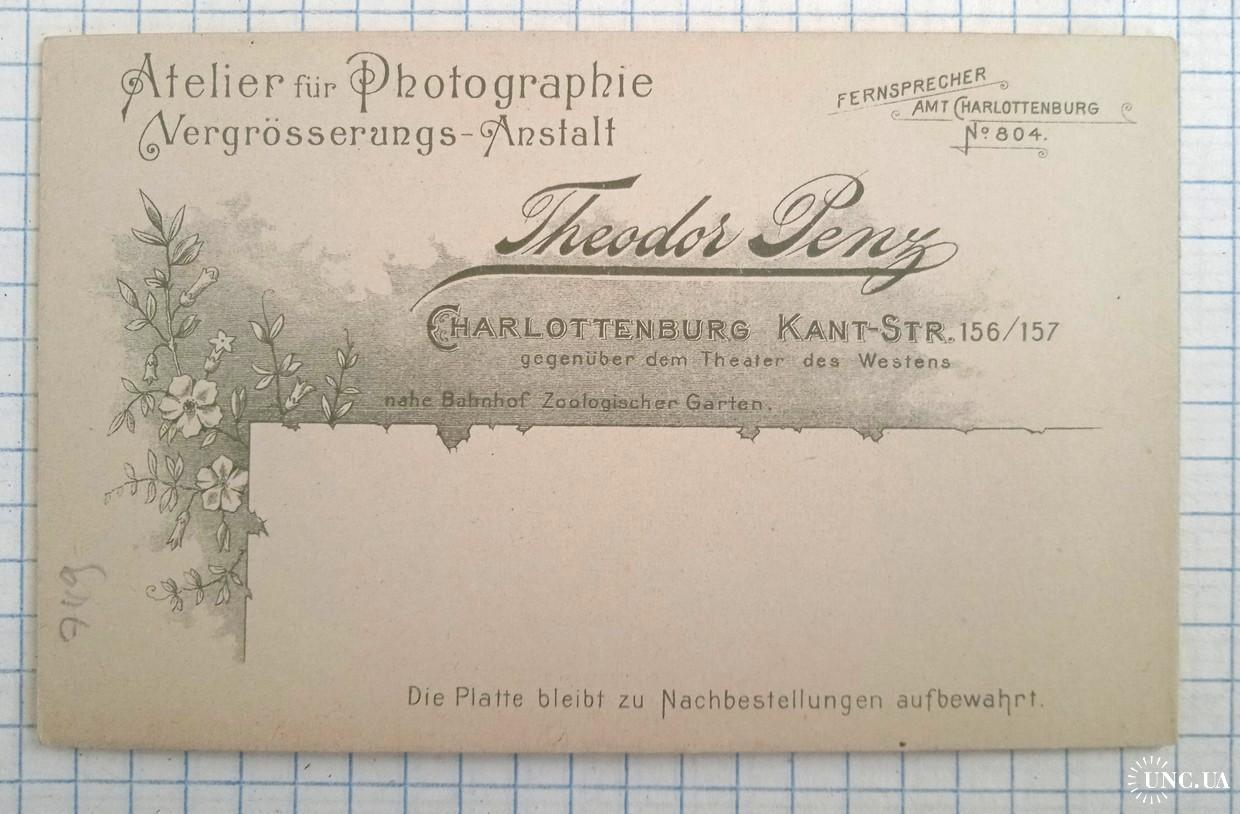 Atelier für Photographie
Vergrösserungs-Anstalt
FERNSPRECHER
AMT CHARLOTTENBURG
No 804.
Theodor Penz
CHARLOTTENBURG KANT-STR. 156/157
gegenüber dem Theater des Westens
nahe Bahnhof Zoologischer Garten.
Die Platte bleibt zu Nachbestellungen aufbewahrt.
UNC.UA